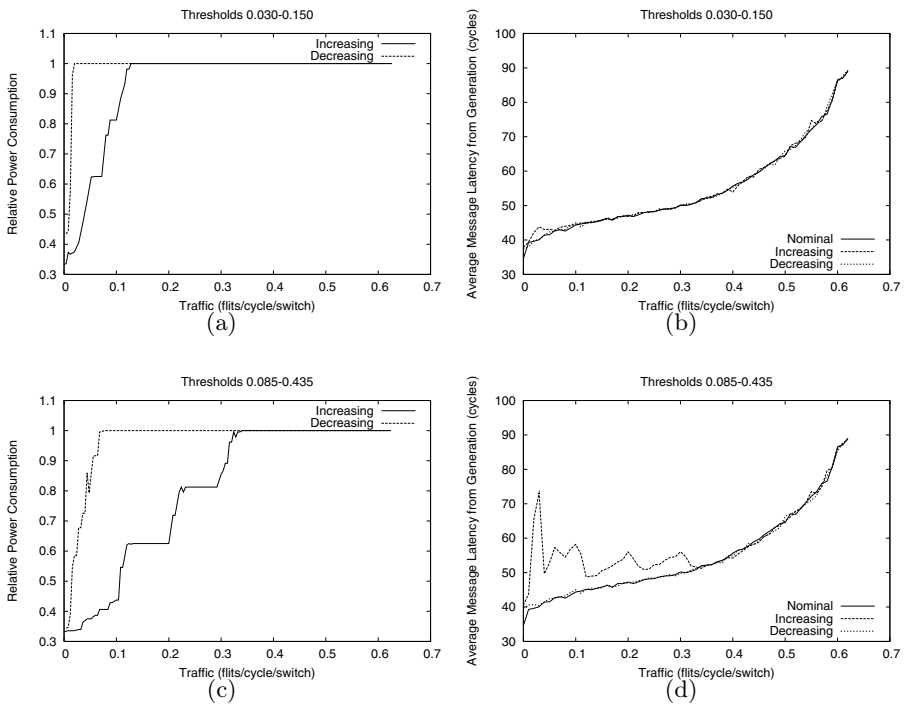 Thresholds 0.030-0.150
Relative Power Consumption
1.1
1
0.9
0.8
0.7
0.6
0.5
0.4
0.3
0 0.1 0.2 0.3 0.4 0.5 0.6 0.7
Increasing
Decreasing
Traffic (flits/cycle/switch)
(a)
Thresholds 0.030-0.150
Average Message Latency from Generation (cycles)
100
90
80
70
60
50
40
30
0 0.1 0.2 0.3 0.4 0.5 0.6 0.7
Nominal
Increasing
Decreasing
Traffic (flits/cycle/switch)
(b)
Thresholds 0.085-0.435
Relative Power Consumption
1.1
1
0.9
0.8
0.7
0.6
0.5
0.4
0.3
0 0.1 0.2 0.3 0.4 0.5 0.6 0.7
Increasing
Decreasing
Traffic (flits/cycle/switch)
(c)
Thresholds 0.085-0.435
Average Message Latency from Generation (cycles)
100
90
80
70
60
50
40
30
0 0.1 0.2 0.3 0.4 0.5 0.6 0.7
Nominal
Increasing
Decreasing
Traffic (flits/cycle/switch)
(d)